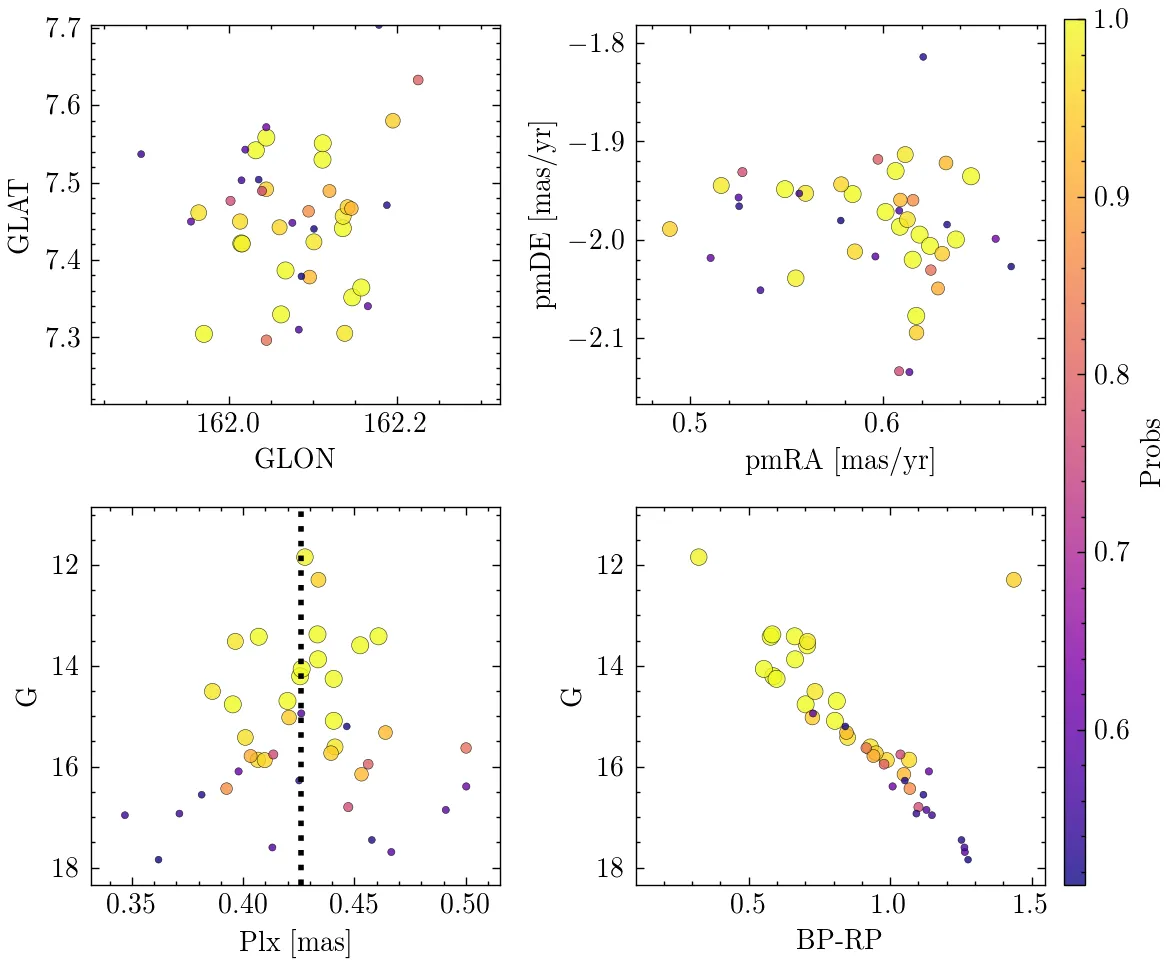 7.7
7.6
7.5
7.4
7.3
GLAT
162.0 162.2
GLON
−1.8
−1.9
−2.0
−2.1
pmDE [mas/yr]
0.5 0.6
pmRA [mas/yr]
12
14
16
18
G
0.35 0.40 0.45 0.50
Plx [mas]
12
14
16
18
G
0.5 1.0 1.5
BP-RP
1.0
0.9
0.8
0.7
0.6
Probs